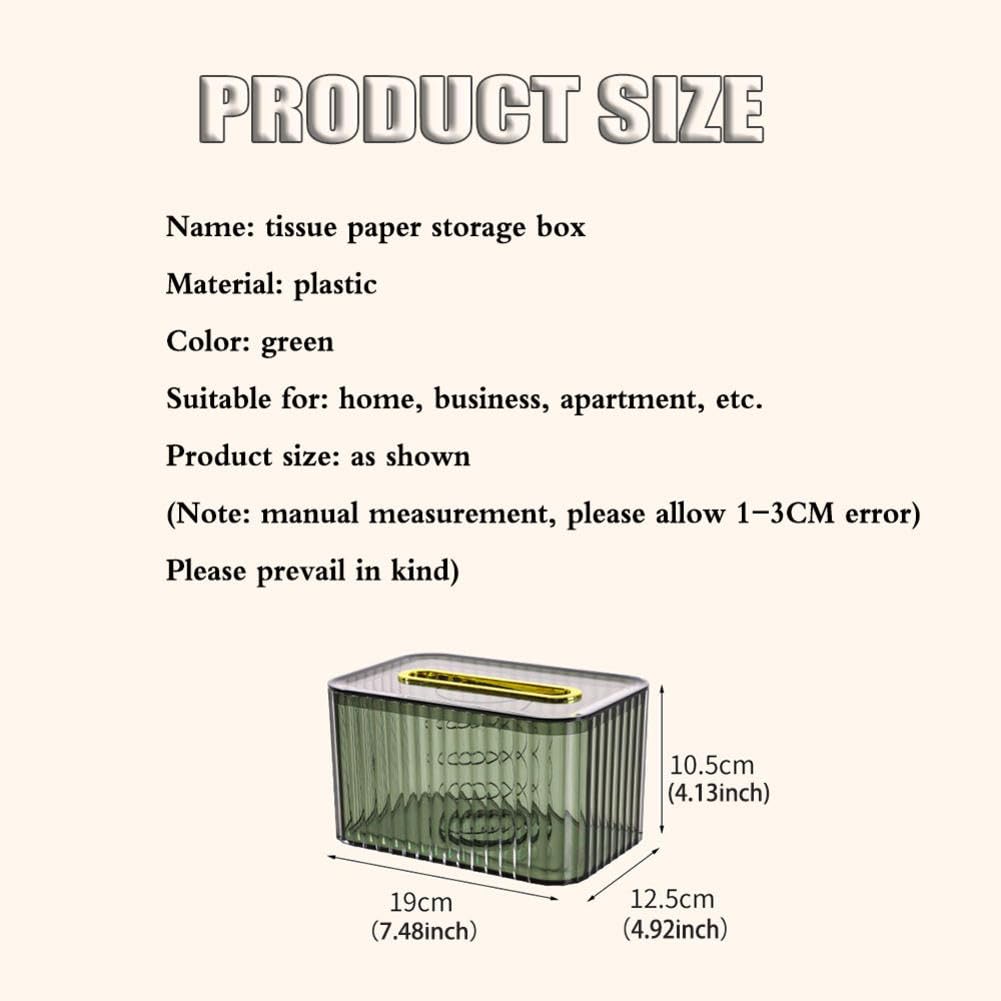 PRODUCT SIZE
Name: tissue paper storage box
Material: plastic
Color: green
Suitable for: home, business, apartment, etc.
Product size: as shown
(Note: manual measurement, please allow 1-3CM error)
Please prevail in kind)
10.5cm
(4.13inch)
19cm
(7.48inch)
12.5cm
(4.92inch)